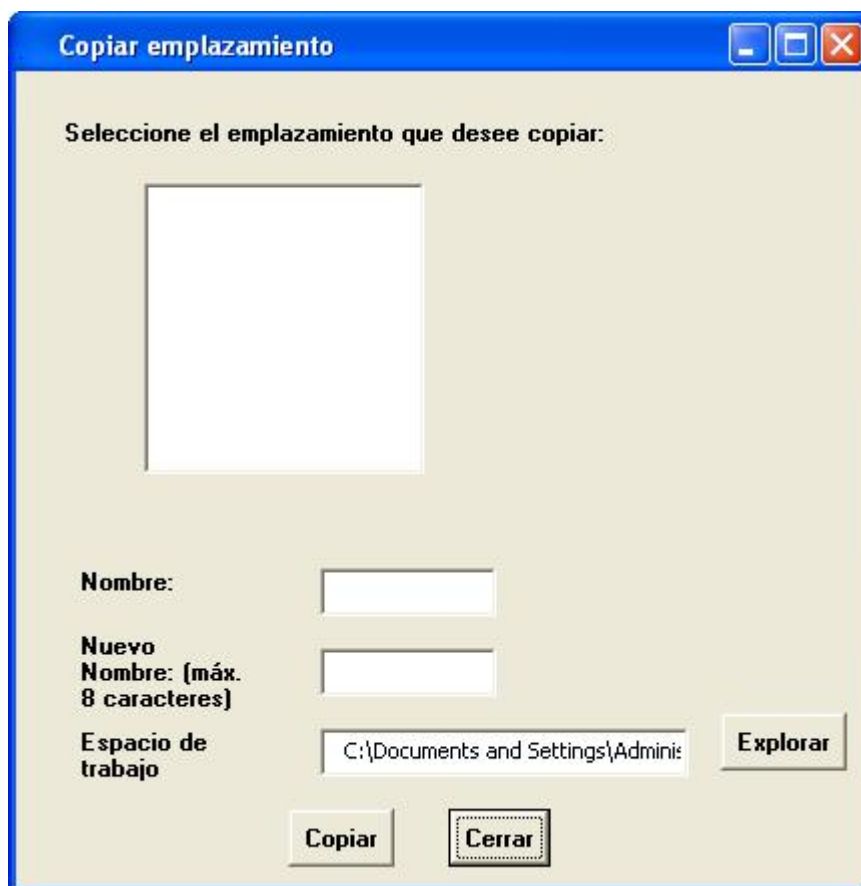 Copiar emplazamiento
Seleccione el emplazamiento que desee copiar:
Nombre:
Nuevo
Nombre: (máx.
8 caracteres)
Espacio de
trabajo
C:\Documents and Settings\Adminis
Explorar
Copiar
Cerrar